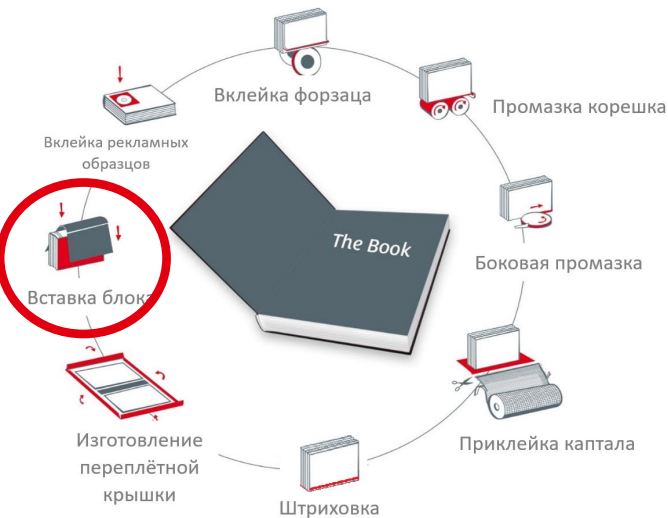 Вклейка форзаца
Промазка корешка
Вклейка рекламных
образцов
The Book
Боковая промазка
Вставка блока
Приклейка каптала
Изготовление
переплётной
крышки
Штриховка